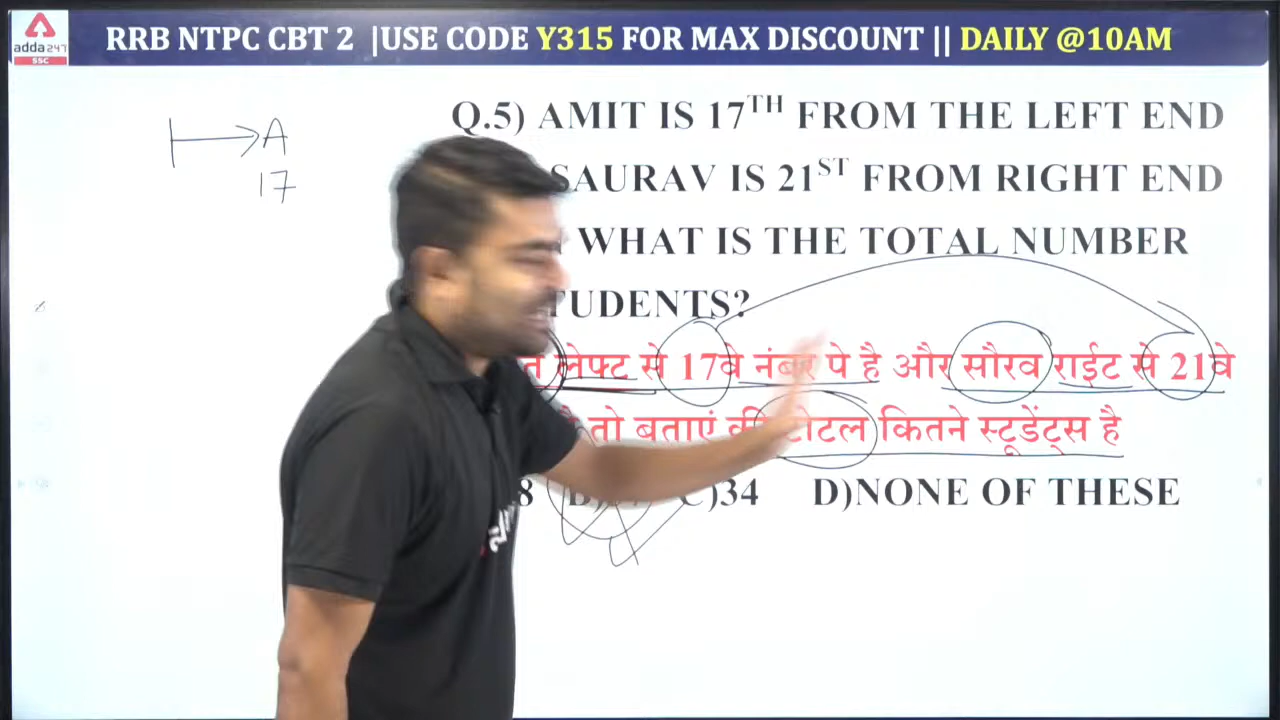 adda247
SSC
RRB NTPC CBT 2 |USE CODE Y315 FOR MAX DISCOUNT || DAILY @10AM
A
17
Q.5) AMIT IS 17TH FROM THE LEFT END
SAURAV IS 21ST FROM RIGHT END
WHAT IS THE TOTAL NUMBER
TUDENTS?
लेफ्ट से 17वे नंबर पे है और सौरव राईट से 21वे
तो बताएं की टोटल कितने स्टूडेंट्स है
8 B) C)34 D)NONE OF THESE